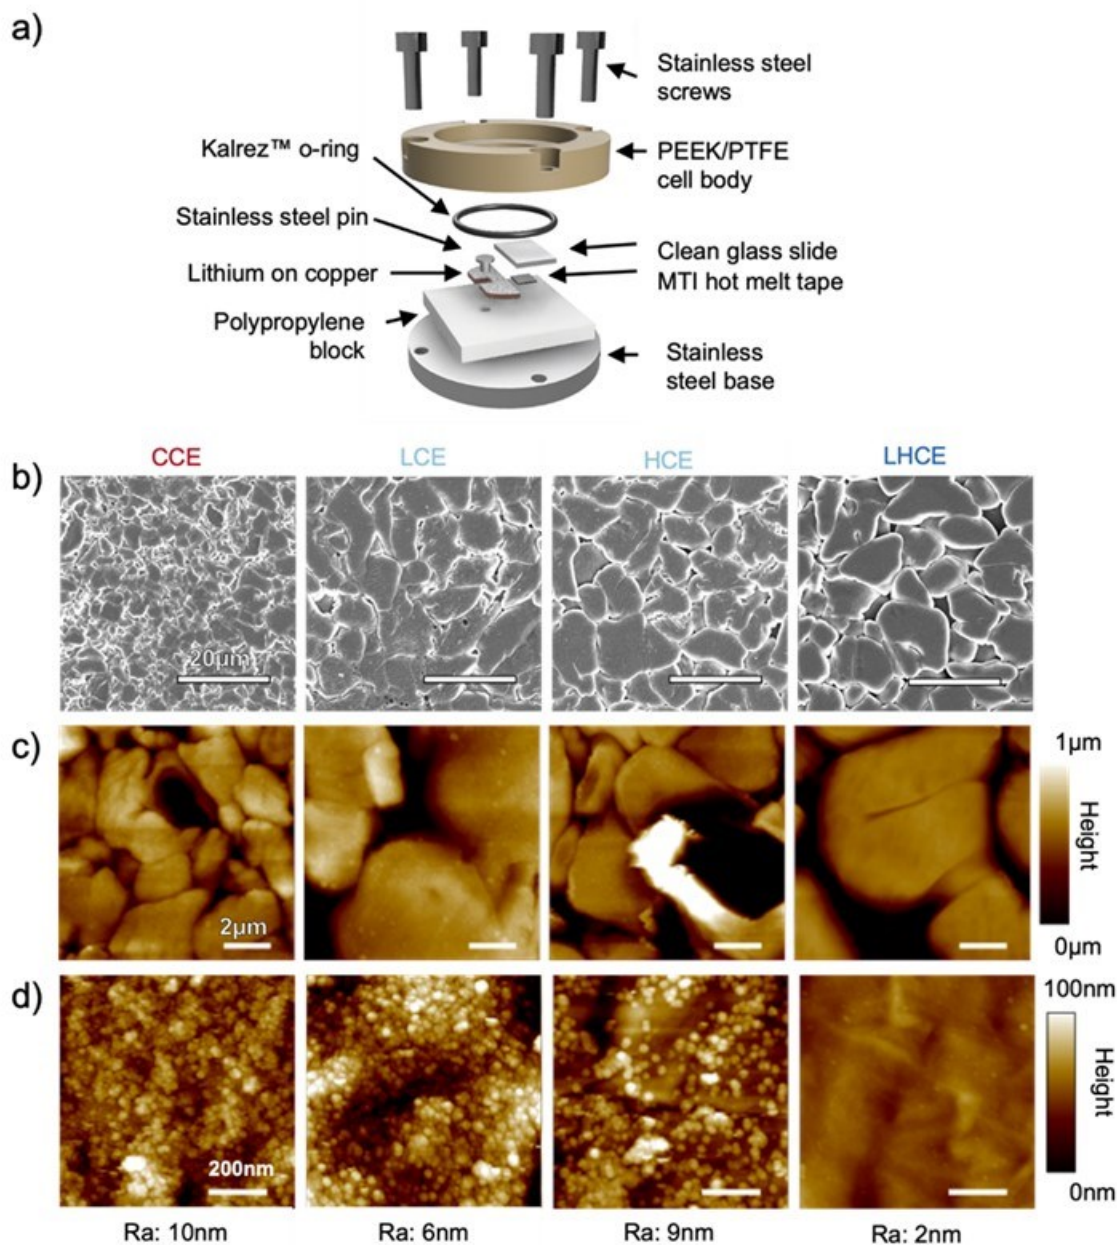 a)
Stainless steel
screws
Kalrez™ o-ring
PEEK/PTFE
cell body
Stainless steel pin
Clean glass slide
Lithium on copper
MTI hot melt tape
Polypropylene
block
Stainless
steel base
b)
CCE
LCE
HCE
LHCE
20μm
c)
2μm
1μm
Height
0μm
d)
200nm
100nm
Height
0nm
Ra: 10nm
Ra: 6nm
Ra: 9nm
Ra: 2nm